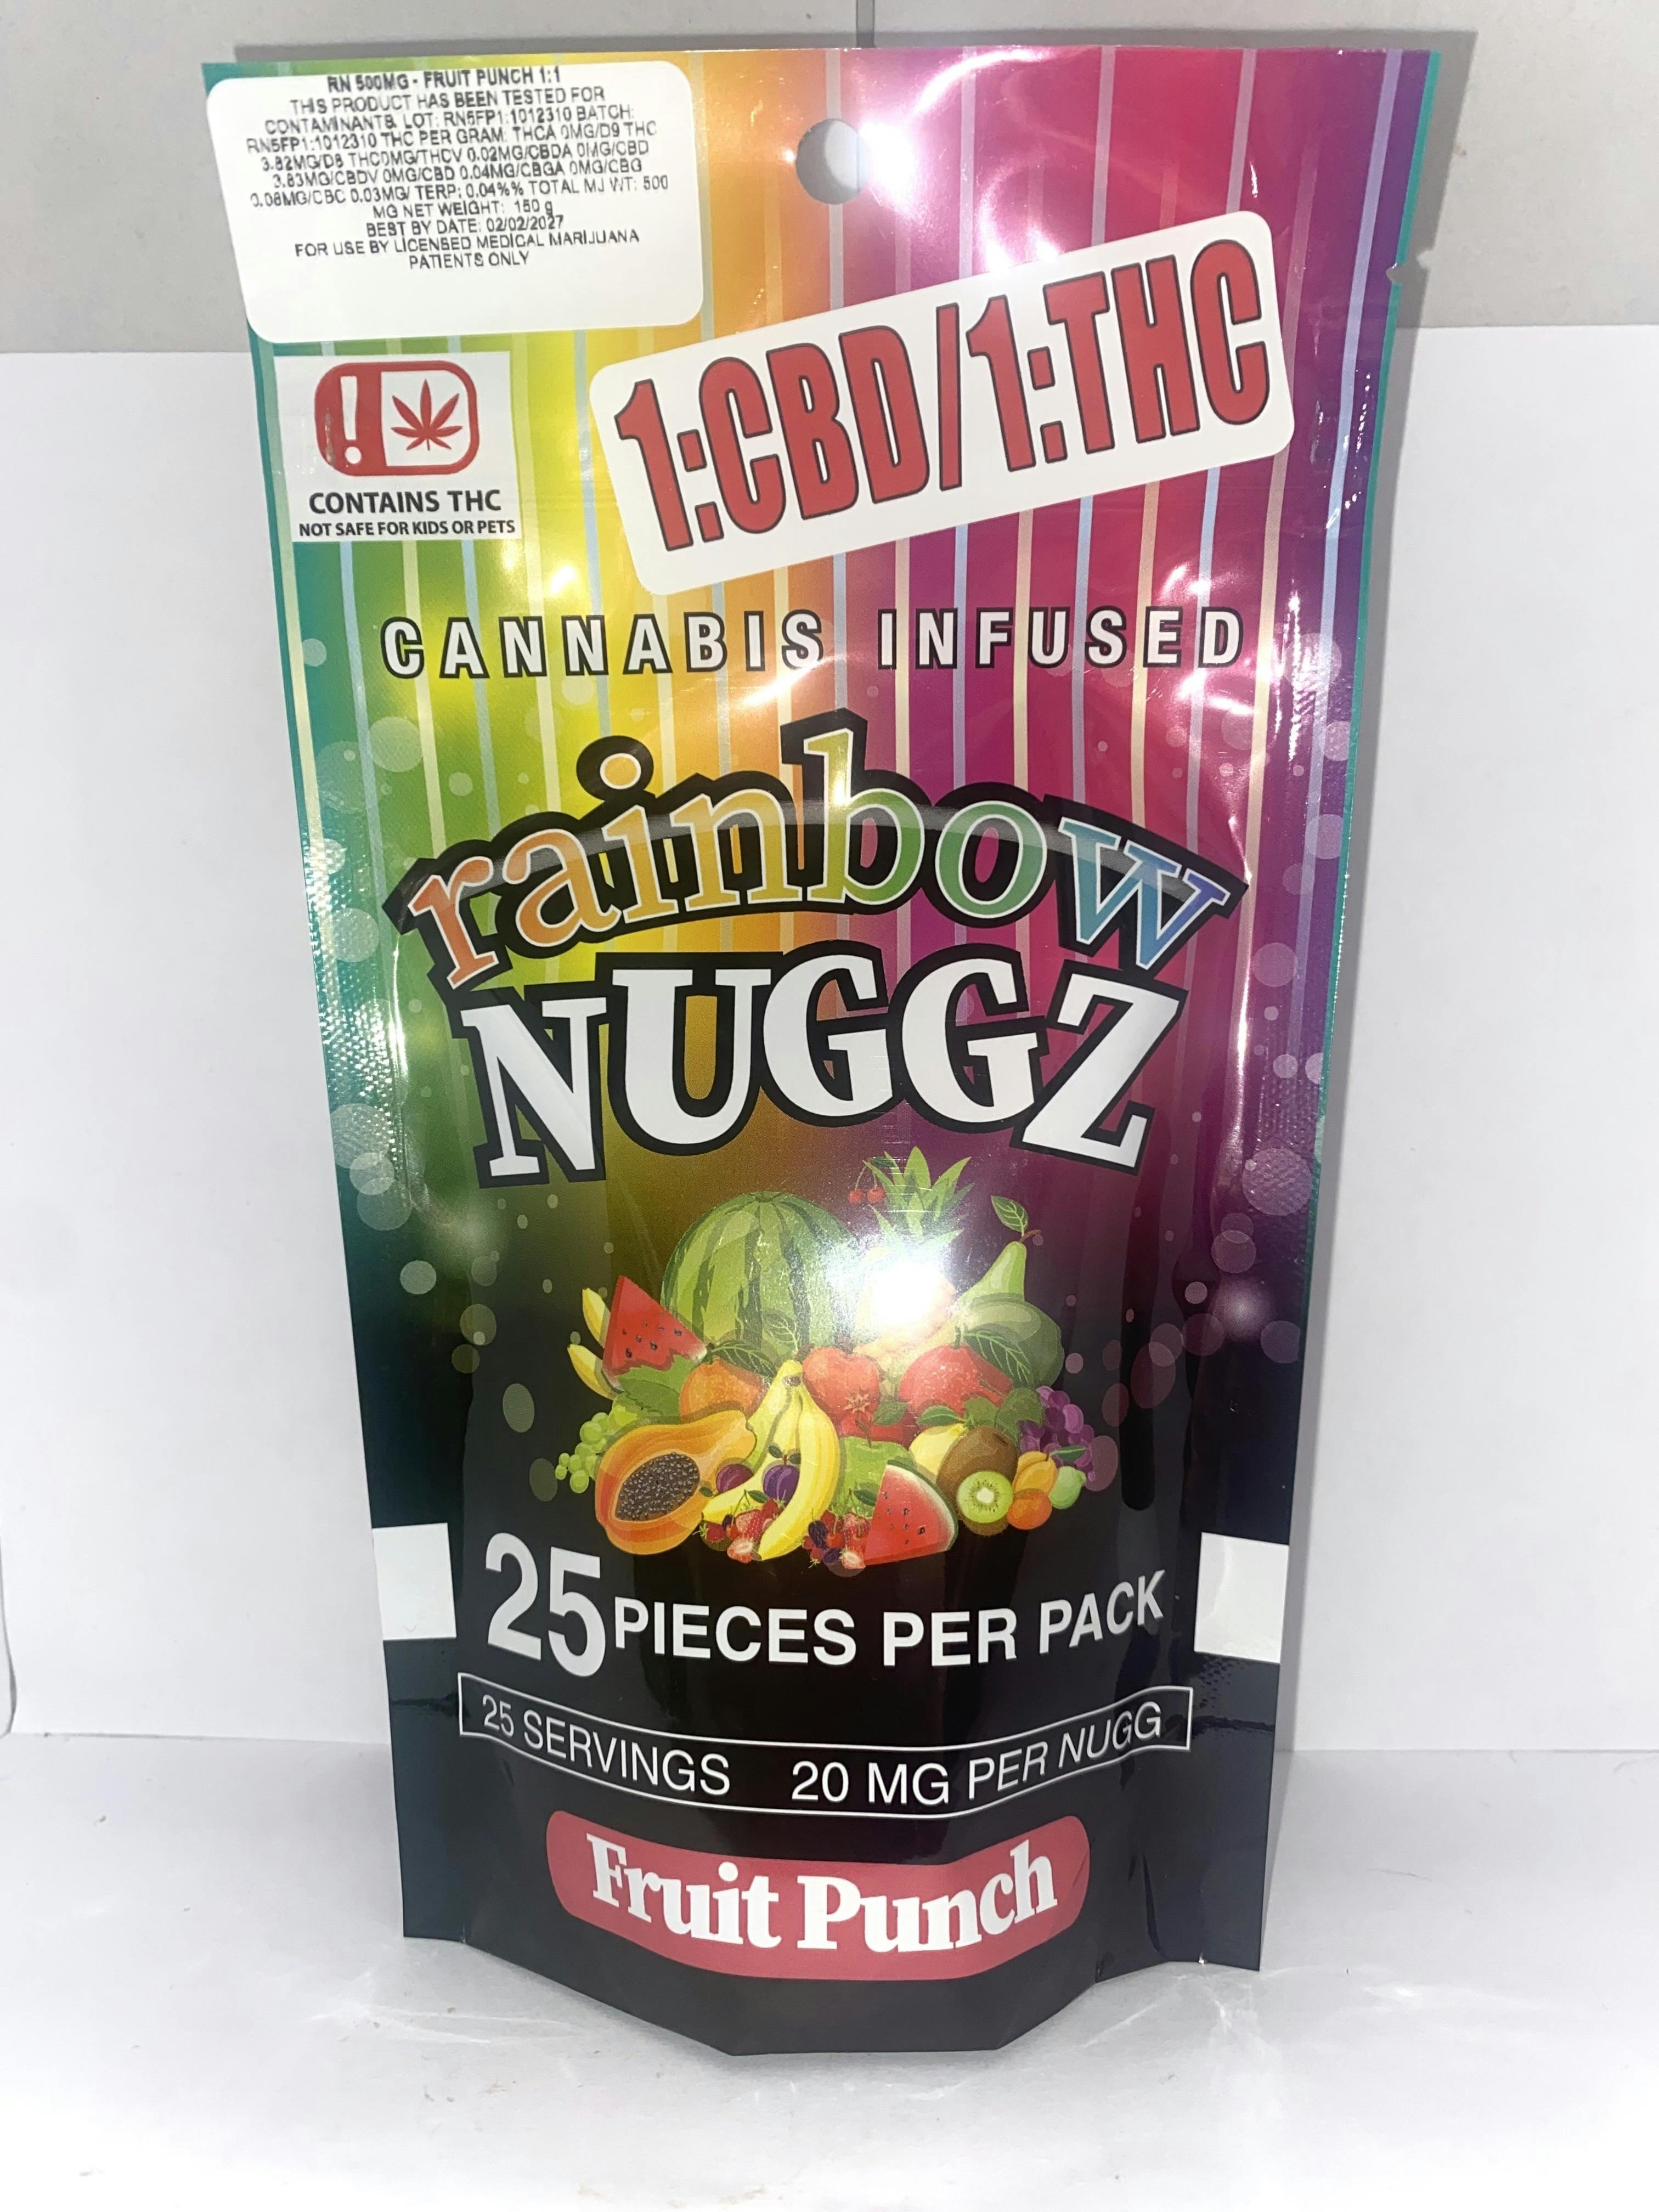 RN 500MG - FRUIT PUNCH 1:1
THIS PRODUCT HAS BEEN TESTED FOR
CONTAMINANTS. LOT: RN5FP1:1012310 BATCH:
RN5FP1:1012310 THC PER GRAM: THCA 0MG/D9 THC
3.82MG/D8 THC0MG/THCV 0.02MG/CBDA 0MG/CBD
3.83MG/CBDV 0MG/CBD 0.04MG/CBGA 0MG/CBG
0.08MG/CBC 0.03MG/ TERP: 0.04%% TOTAL MJ WT: 500
MG NET WEIGHT: 150 g
BEST BY DATE: 02/02/2027
FOR USE BY LICENSED MEDICAL MARIJUANA
PATIENTS ONLY
1:CBD/1:THC
!
CONTAINS THC
NOT SAFE FOR KIDS OR PETS
CANNABIS INFUSED
rainbow
NUGGZ
25 PIECES PER PACK
25 SERVINGS 20 MG PER NUGG
Fruit Punch